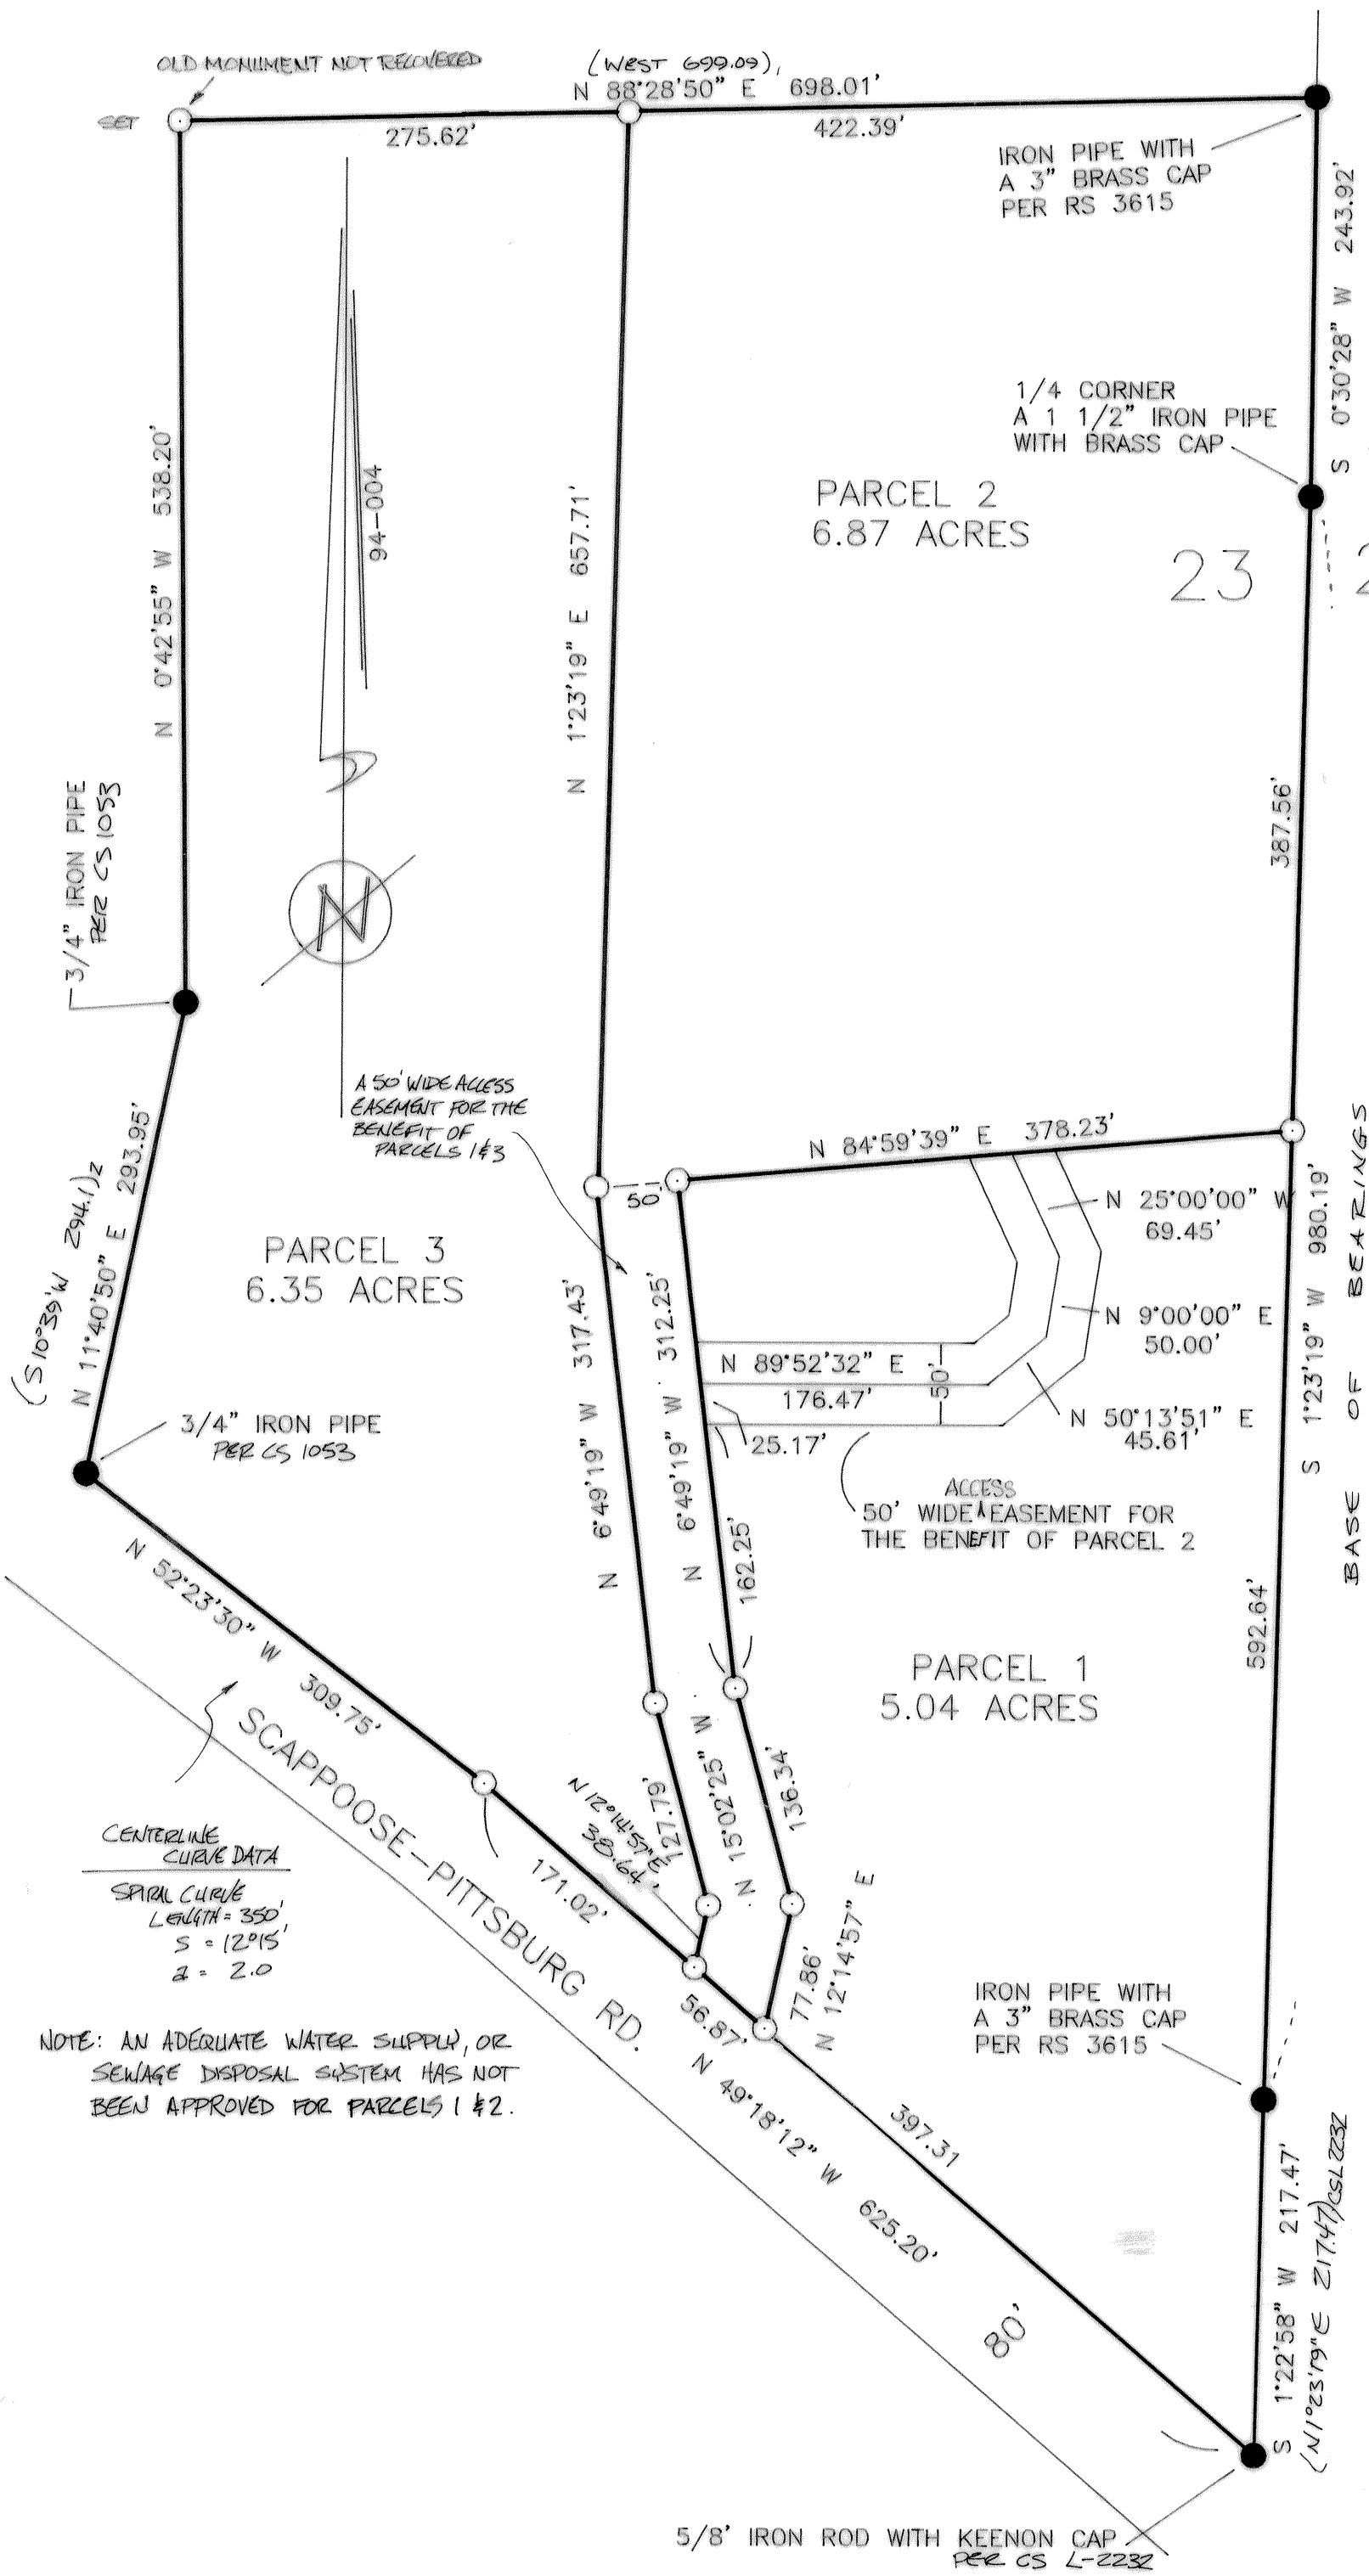 OLD MONUMENT NOT RECOVERED
SET
(WEST 699.09),
N 88°28'50" E 698.01'
275.62'
422.39'
IRON PIPE WITH
A 3" BRASS CAP
PER RS 3615
S 0°30'28" W 243.92'
1/4 CORNER
A 1 1/2" IRON PIPE
WITH BRASS CAP
PARCEL 2
6.87 ACRES
23
N 0°42'55" W 538.20'
94-004
N 1°23'19" E 657.71'
387.56'
3/4" IRON PIPE
PER CS 1053
N
A 50' WIDE ACCESS
EASEMENT FOR THE
BENEFIT OF
PARCELS 1&3
N 84°59'39" E 378.23'
50'
N 25°00'00" W
69.45'
N 9°00'00" E
50.00'
N 89°52'32" E
176.47'
50'
N 50°13'51" E
45.61'
25.17'
ACCESS
50' WIDE ^ EASEMENT FOR
THE BENEFIT OF PARCEL 2
S 1°23'19" W 980.19'
BASE OF BEARINGS
(S 10°39'W 294.1)2
N 11°40'50" E 293.95'
PARCEL 3
6.35 ACRES
3/4" IRON PIPE
PER CS 1053
N 6°49'19" W 317.43'
N 6°49'19" W 312.25'
162.25'
592.64'
N 52°23'30" W 309.75'
PARCEL 1
5.04 ACRES
SCAPPOOSE-PITTSBURG RD.
171.02'
N 12°14'57"E
38.64'
127.79'
N 15°02'25" W
136.34'
CENTERLINE
CURVE DATA
SPIRAL CURVE
LENGTH = 350'
S = 12°15'
a = 2.0
77.86'
N 12°14'57" E
56.87'
N 49°18'12" W 625.20'
397.31
IRON PIPE WITH
A 3" BRASS CAP
PER RS 3615
NOTE: AN ADEQUATE WATER SUPPLY, OR
SEWAGE DISPOSAL SYSTEM HAS NOT
BEEN APPROVED FOR PARCELS 1 & 2.
80'
S 1°22'58" W 217.47'
(N1°23'19"E 217.47)CSL2232
5/8' IRON ROD WITH KEENON CAP
PER CS L-2232